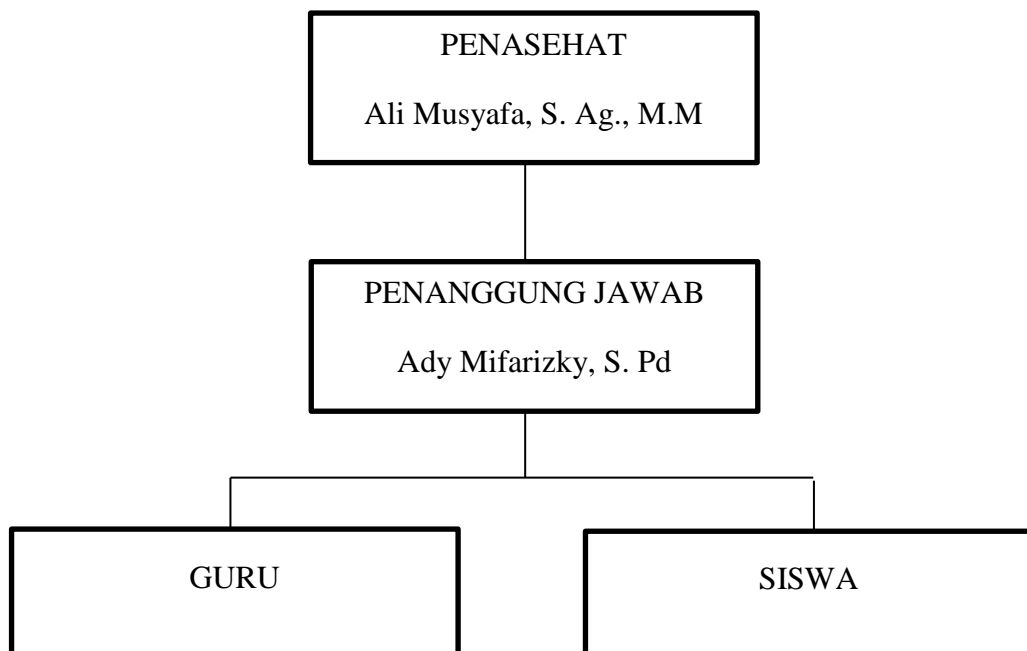 PENASEHAT
Ali Musyafa, S. Ag., M.M
PENANGGUNG JAWAB
Ady Mifarizky, S. Pd
GURU
SISWA